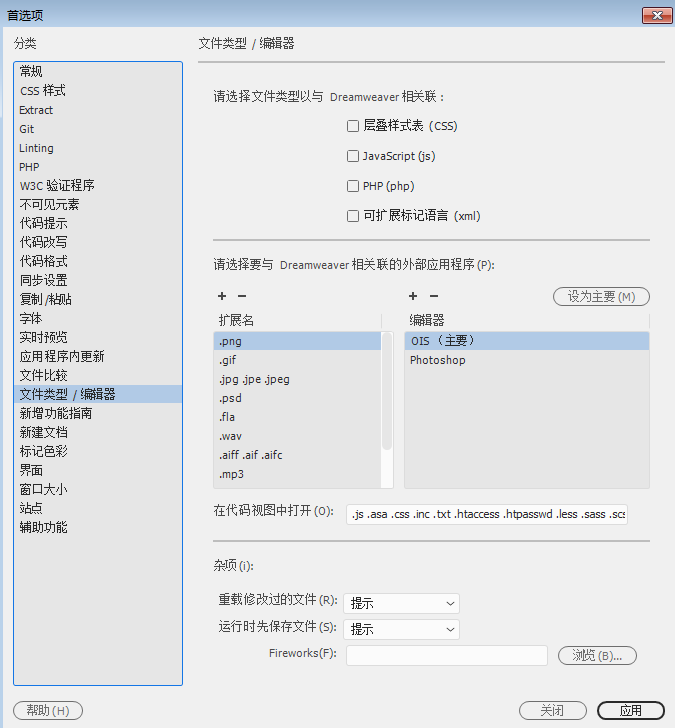 首选项
分类
常规
CSS 样式
Extract
Git
Linting
PHP
W3C 验证程序
不可见元素
代码提示
代码改写
代码格式
同步设置
复制/粘贴
字体
实时预览
应用程序内更新
文件比较
文件类型 / 编辑器
新增功能指南
新建文档
标记色彩
界面
窗口大小
站点
辅助功能
文件类型 / 编辑器
请选择文件类型以与 Dreamweaver 相关联：
层叠样式表 (CSS)
JavaScript (js)
PHP (php)
可扩展标记语言 (xml)
请选择要与 Dreamweaver 相关联的外部应用程序(P):
+ − + − 设为主要(M)
扩展名
.png
.gif
.jpg .jpe .jpeg
.psd
.fla
.wav
.aiff .aif .aifc
.mp3
编辑器
OIS （主要）
Photoshop
在代码视图中打开(O): .js .asa .css .inc .txt .htaccess .htpasswd .less .sass .scs
杂项(i):
重载修改过的文件(R): 提示
运行时先保存文件(S): 提示
Fireworks(F): 浏览(B)...
帮助(H) 关闭 应用